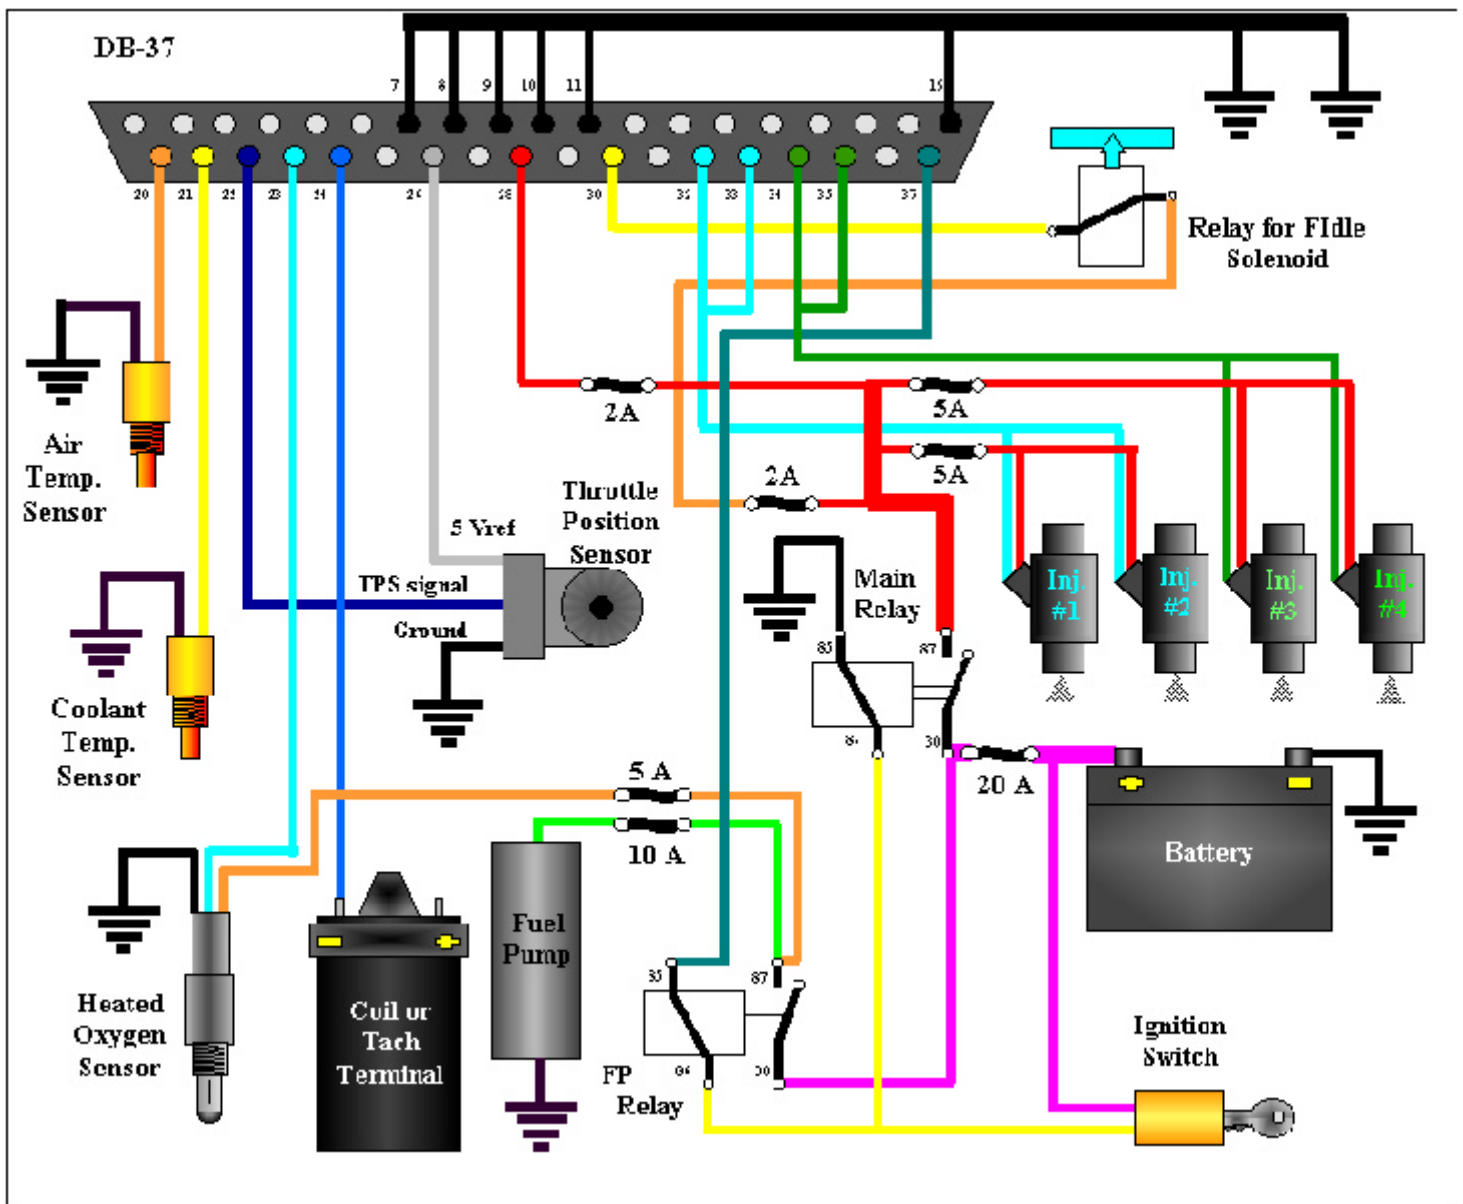 DB-37
7 8 9 10 11
20 21 22 23 24 26 28 30 32 33 34 35 37
Relay for FIdle
Solenoid
Air
Temp.
Sensor
2A
5A
5A
2A
Throttle
Position
Sensor
5 Vref
TPS signal
Ground
Main
Relay
85
87
30
Inj.
#1
Inj.
#2
Inj.
#3
Inj.
#4
Coolant
Temp.
Sensor
20 A
Battery
5 A
10 A
Fuel
Pump
Heated
Oxygen
Sensor
Coil or
Tach
Terminal
85
87
86
30
FP
Relay
Ignition
Switch